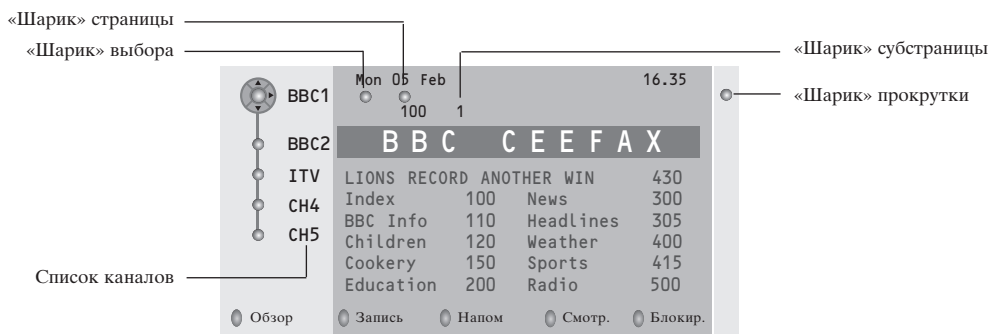 «Шарик» страницы
«Шарик» выбора
«Шарик» субстраницы
«Шарик» прокрутки
Mon 05 Feb 16.35
BBC1
100 1
BBC2
BBC CEEFAX
ITV
LIONS RECORD ANOTHER WIN 430
CH4
Index 100 News 300
BBC Info 110 Headlines 305
CH5
Children 120 Weather 400
Список каналов
Cookery 150 Sports 415
Education 200 Radio 500
Обзор Запись Напом Смотр. Блокир.